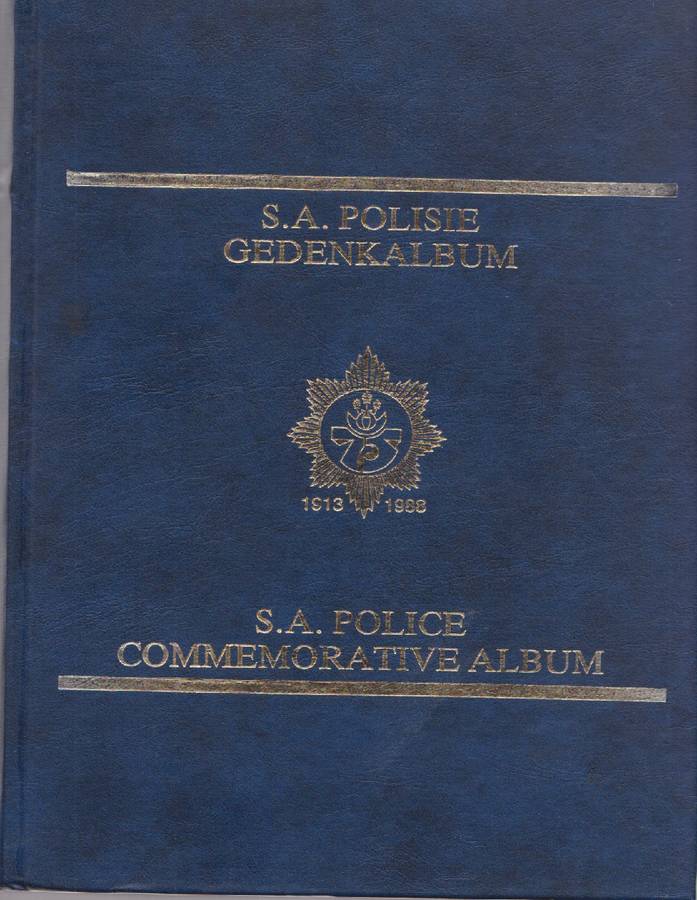 S.A. POLISIE
GEDENKALBUM
75
1913 1988
S.A. POLICE
COMMEMORATIVE ALBUM